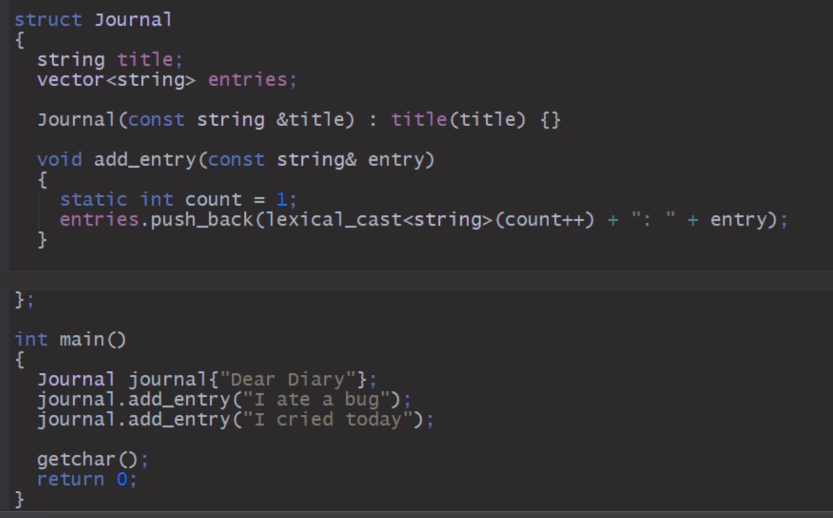 struct Journal
{
  string title;
  vector<string> entries;
  Journal(const string &title) : title(title) {}
  void add_entry(const string& entry)
  {
    static int count = 1;
    entries.push_back(lexical_cast<string>(count++) + ": " + entry);
  }
};
int main()
{
  Journal journal{"Dear Diary"};
  journal.add_entry("I ate a bug");
  journal.add_entry("I cried today");
  getchar();
  return 0;
}